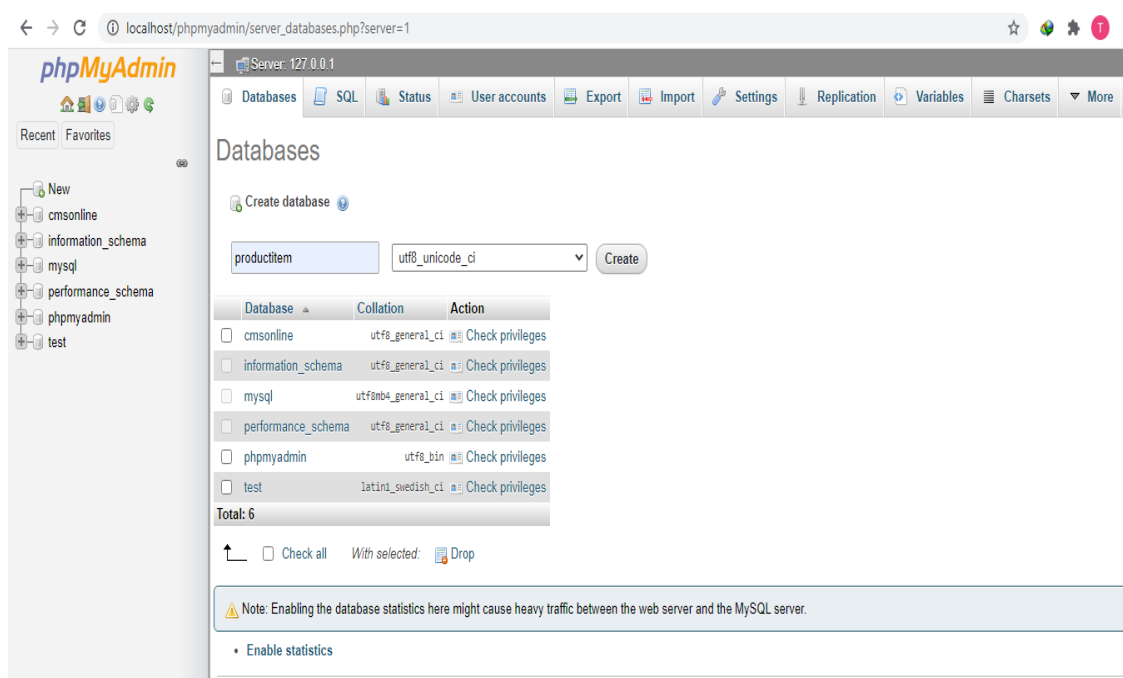 localhost/phpmyadmin/server_databases.php?server=1
T
phpMyAdmin
Recent Favorites
New
cmsonline
information_schema
mysql
performance_schema
phpmyadmin
test
Server: 127.0.0.1
Databases SQL Status User accounts Export Import Settings Replication Variables Charsets More
Databases
Create database
productitem utf8_unicode_ci Create
Database Collation Action
cmsonline utf8_general_ci Check privileges
information_schema utf8_general_ci Check privileges
mysql utf8mb4_general_ci Check privileges
performance_schema utf8_general_ci Check privileges
phpmyadmin utf8_bin Check privileges
test latin1_swedish_ci Check privileges
Total: 6
Check all With selected: Drop
Note: Enabling the database statistics here might cause heavy traffic between the web server and the MySQL server.
• Enable statistics